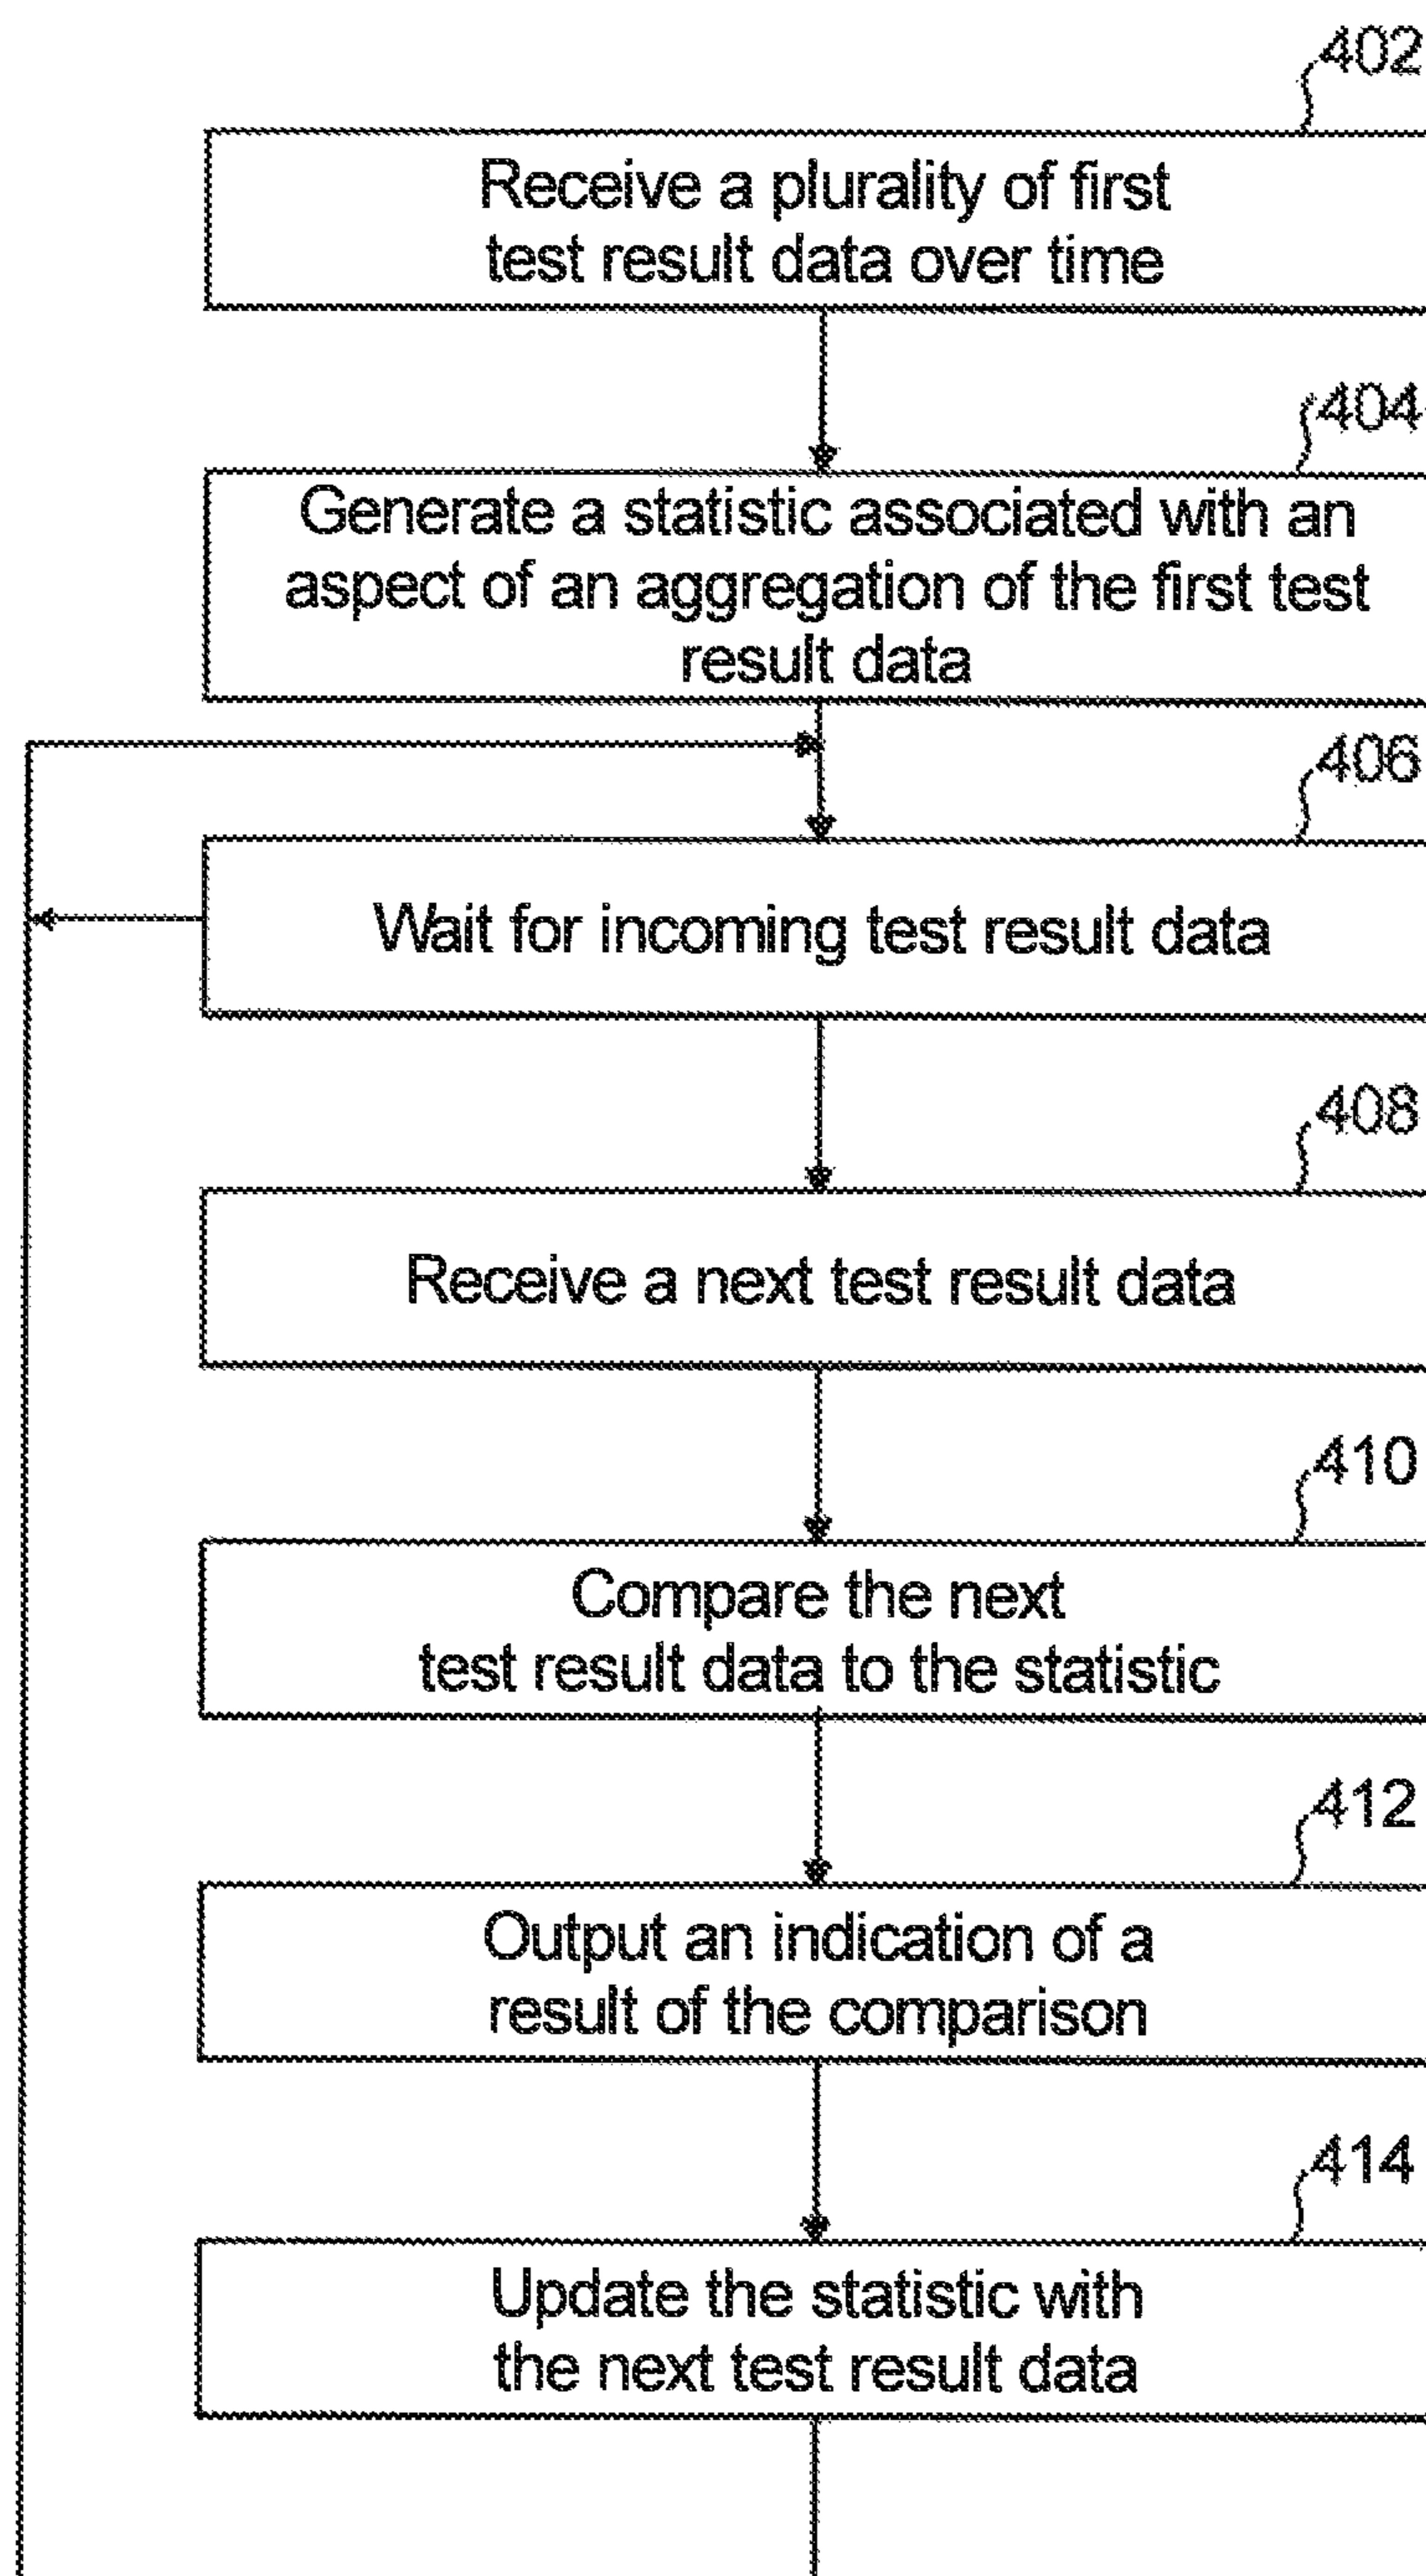 402
Receive a plurality of first
test result data over time
404
Generate a statistic associated with an
aspect of an aggregation of the first test
result data
406
Wait for incoming test result data
408
Receive a next test result data
410
Compare the next
test result data to the statistic
412
Output an indication of a
result of the comparison
414
Update the statistic with
the next test result data